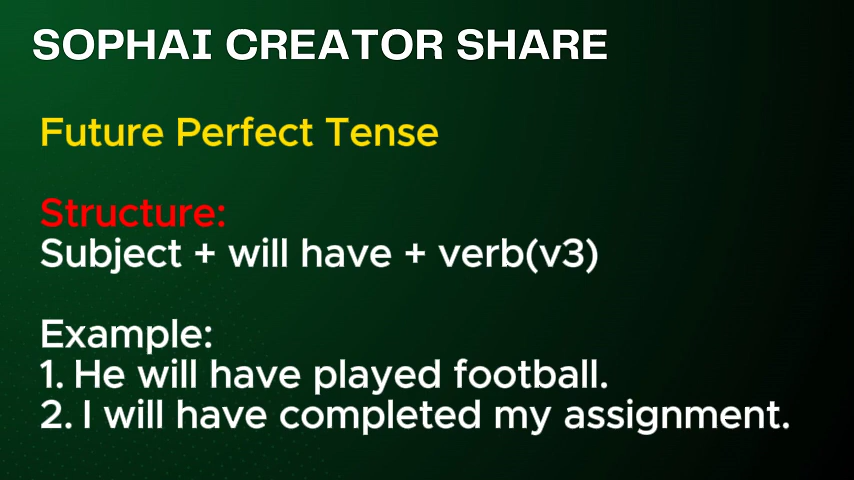 SOPHAI CREATOR SHARE
Future Perfect Tense
Structure:
Subject + will have + verb(v3)
Example:
1. He will have played football.
2. I will have completed my assignment.